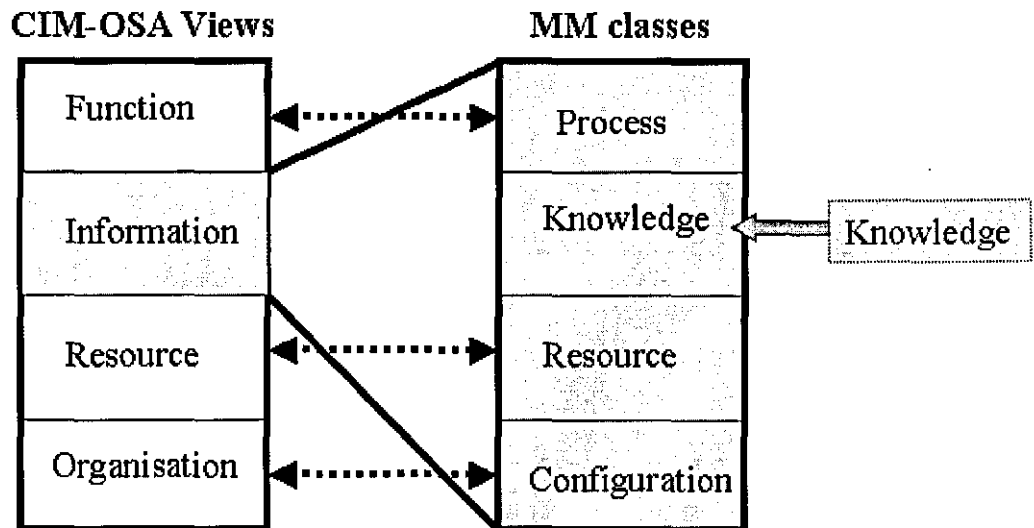 CIM-OSA Views
MM classes
Function
Process
Information
Knowledge
Knowledge
Resource
Resource
Organisation
Configuration